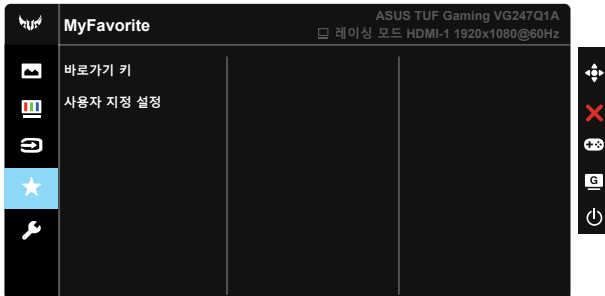 MyFavorite
ASUS TUF Gaming VG247Q1A
레이싱 모드 HDMI-1 1920x1080@60Hz
바로가기 키
사용자 지정 설정
G